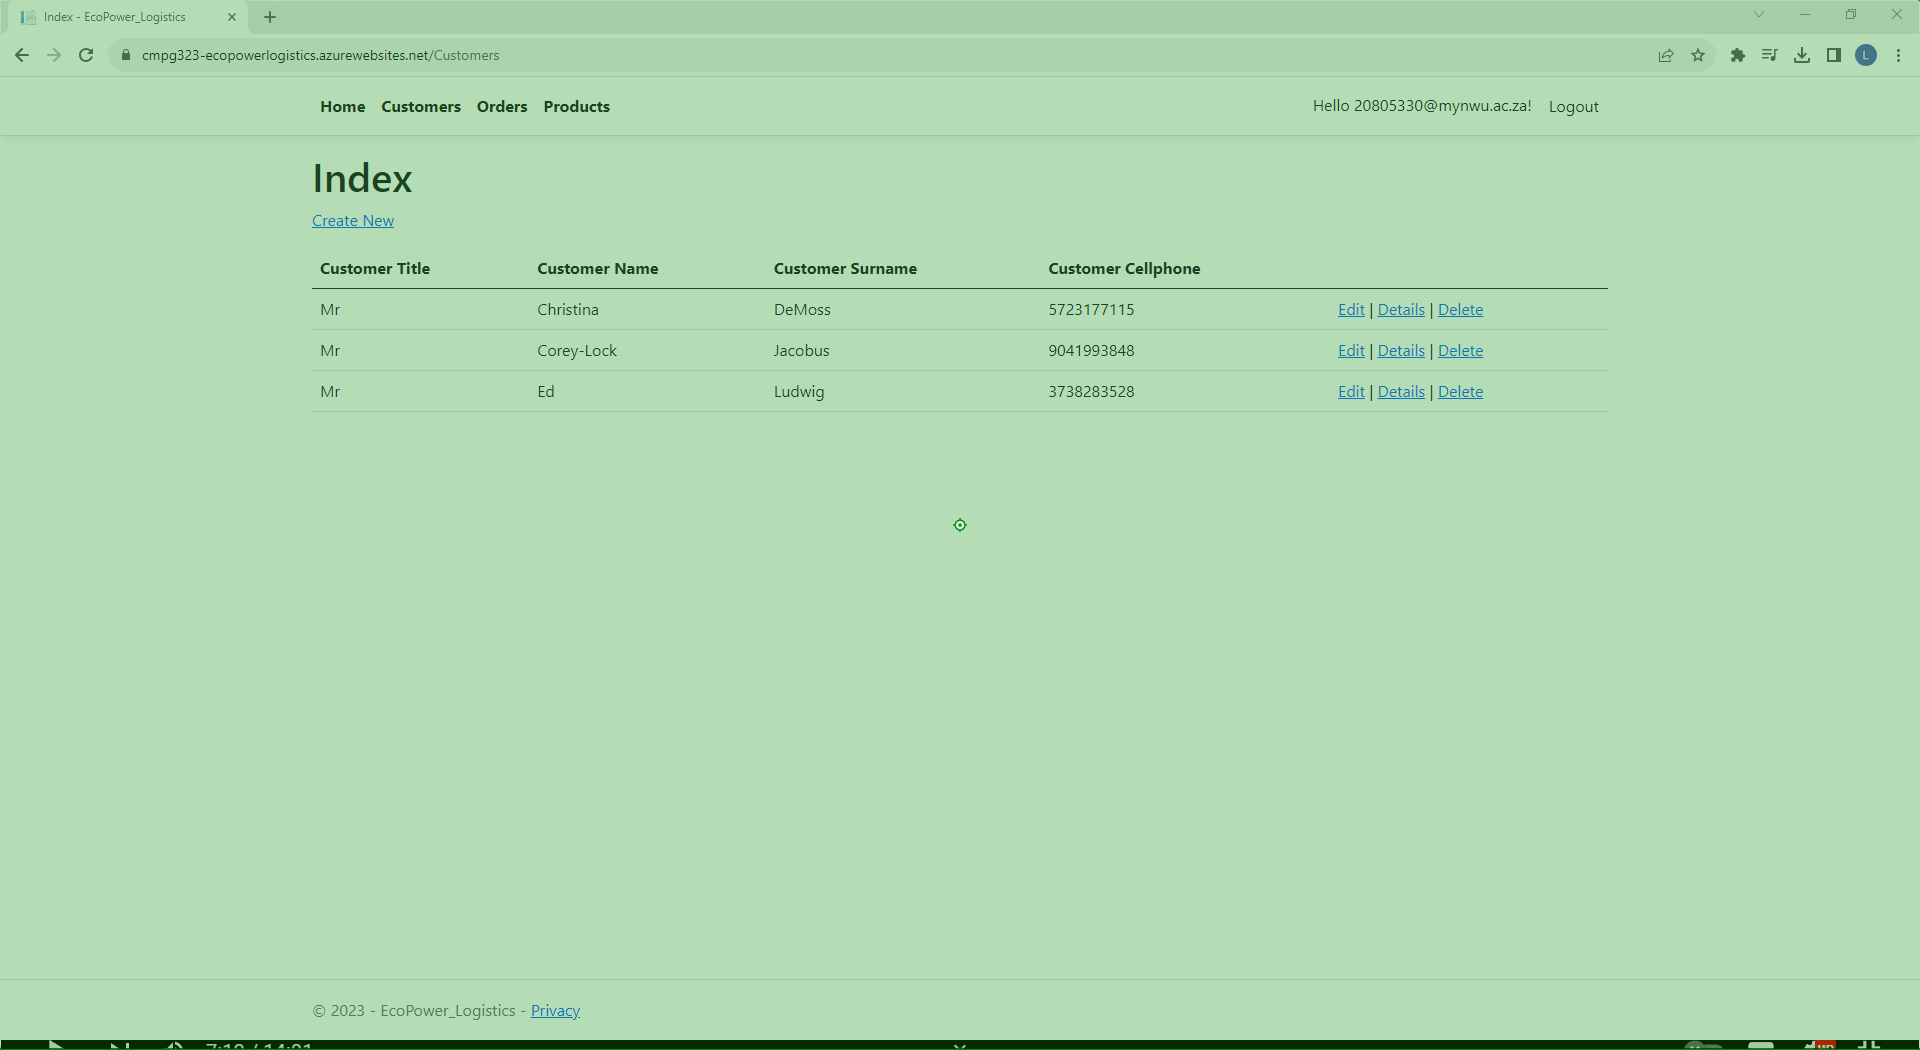 Index - EcoPower_Logistics
cmpg323-ecopowerlogistics.azurewebsites.net/Customers
L
Home Customers Orders Products Hello 20805330@mynwu.ac.za! Logout
Index
Create New
Customer Title Customer Name Customer Surname Customer Cellphone
Mr Christina DeMoss 5723177115 Edit | Details | Delete
Mr Corey-Lock Jacobus 9041993848 Edit | Details | Delete
Mr Ed Ludwig 3738283528 Edit | Details | Delete
© 2023 - EcoPower_Logistics - Privacy